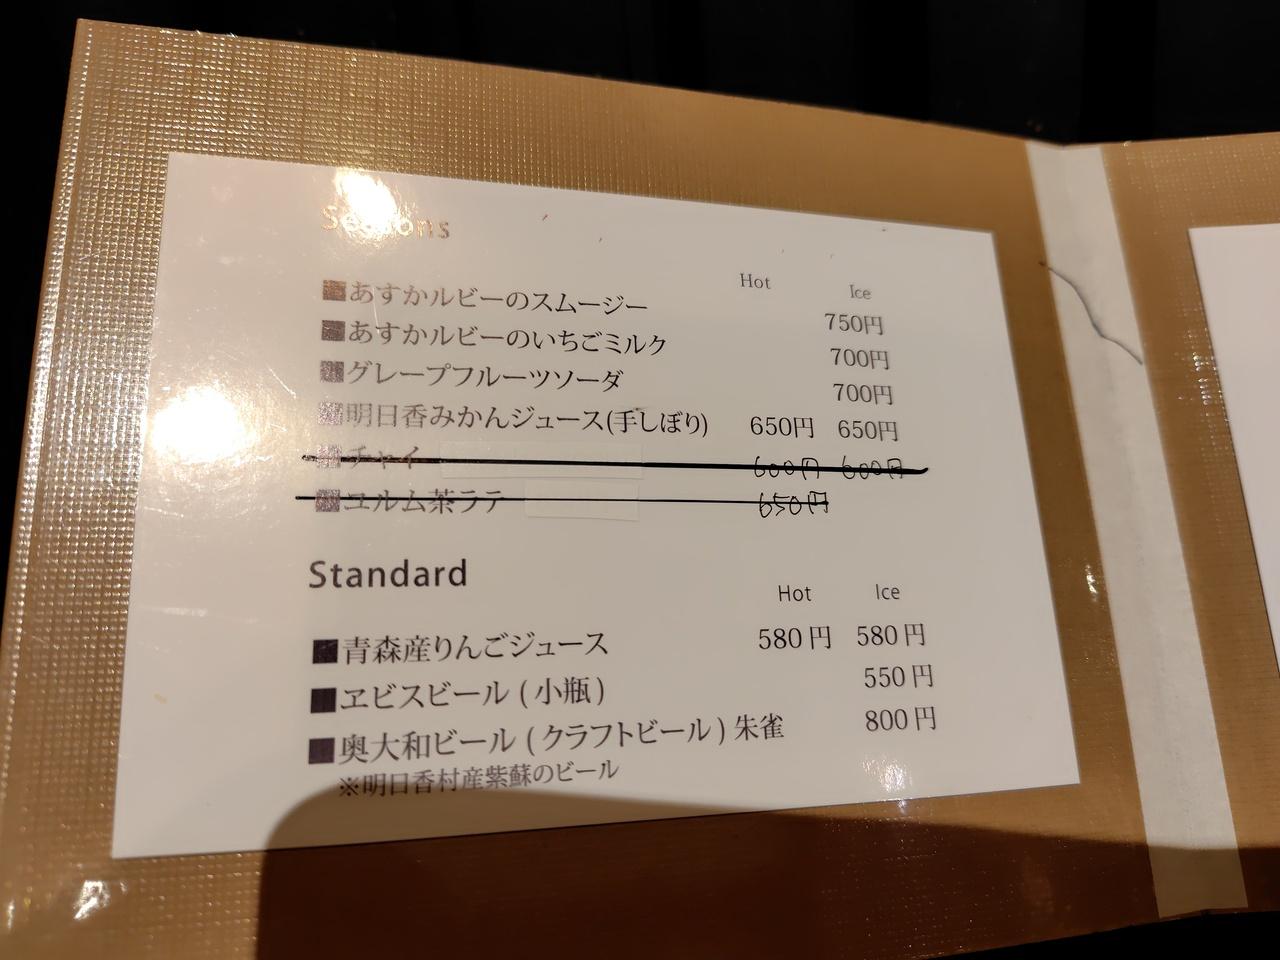 Seasons
Hot Ice
■あすかルビーのスムージー 750円
■あすかルビーのいちごミルク 700円
■グレープフルーツソーダ 700円
■明日香みかんジュース(手しぼり) 650円 650円
■チャイ 600円 600円
■ユルム茶ラテ 650円
Standard
Hot Ice
■青森産りんごジュース 580円 580円
■ヱビスビール(小瓶) 550円
■奥大和ビール(クラフトビール)朱雀 800円
※明日香村産紫蘇のビール